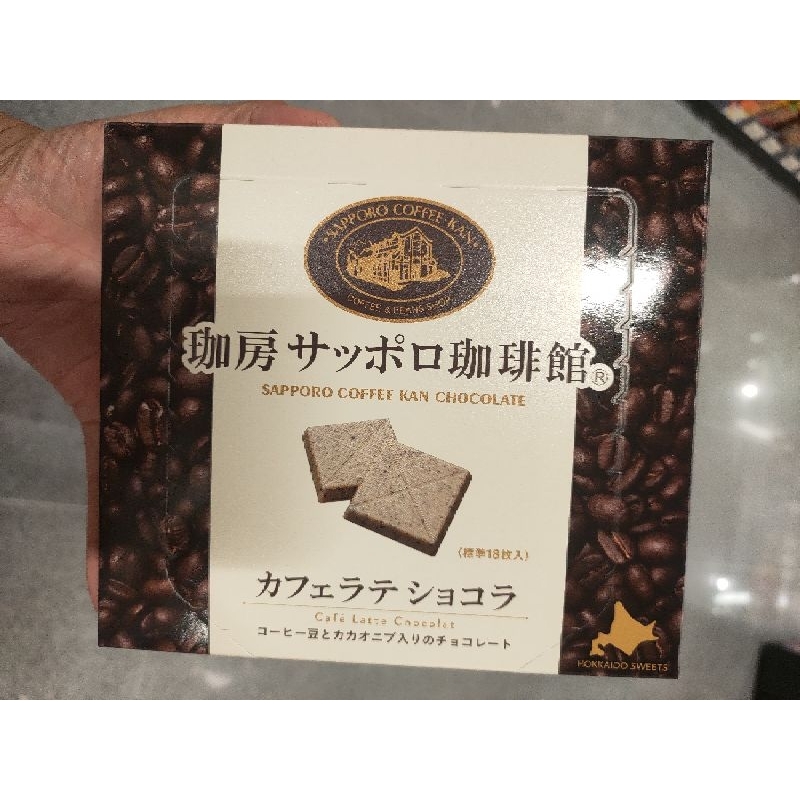 SAPPORO COFFEE KAN
COFFEE & BEANS SHOP
珈房サッポロ珈琲館®
SAPPORO COFFEE KAN CHOCOLATE
(標準18枚入)
カフェラテ ショコラ
Café Latte Chocolat
コーヒー豆とカカオニブ入りのチョコレート
HOKKAIDO SWEETS